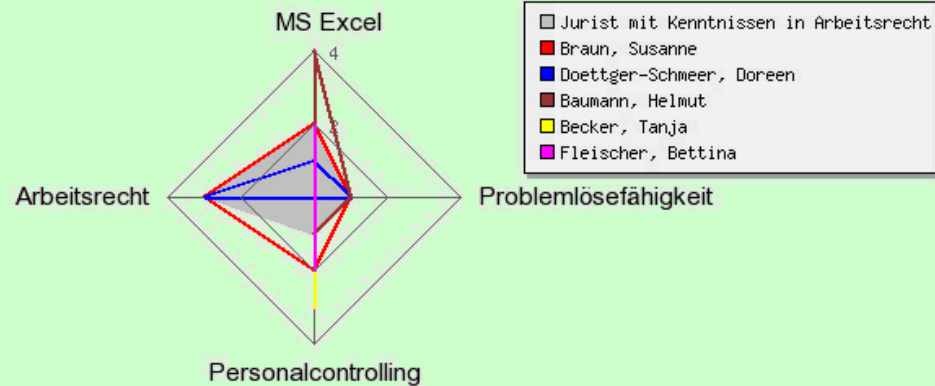 MS Excel
4
2
Arbeitsrecht
Problemlösefähigkeit
Personalcontrolling
Jurist mit Kenntnissen in Arbeitsrecht
Braun, Susanne
Doettger-Schmeer, Doreen
Baumann, Helmut
Becker, Tanja
Fleischer, Bettina